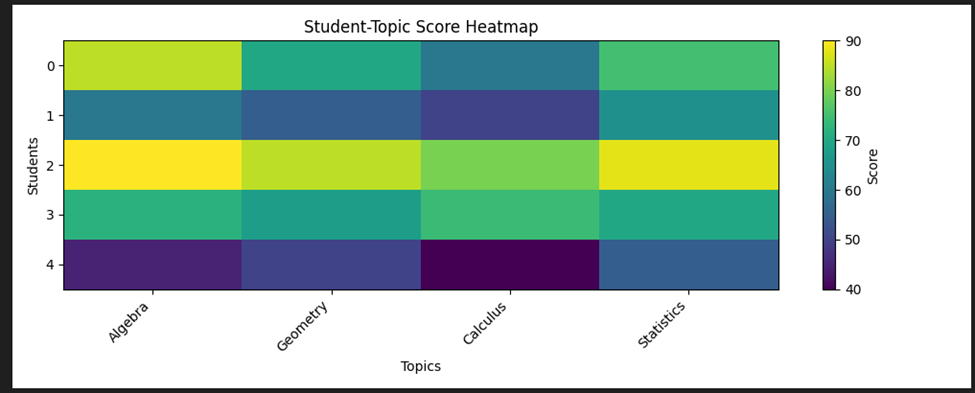 Student-Topic Score Heatmap
0
1
2
3
4
Students
Algebra
Geometry
Calculus
Statistics
Topics
90
80
70
60
50
40
Score